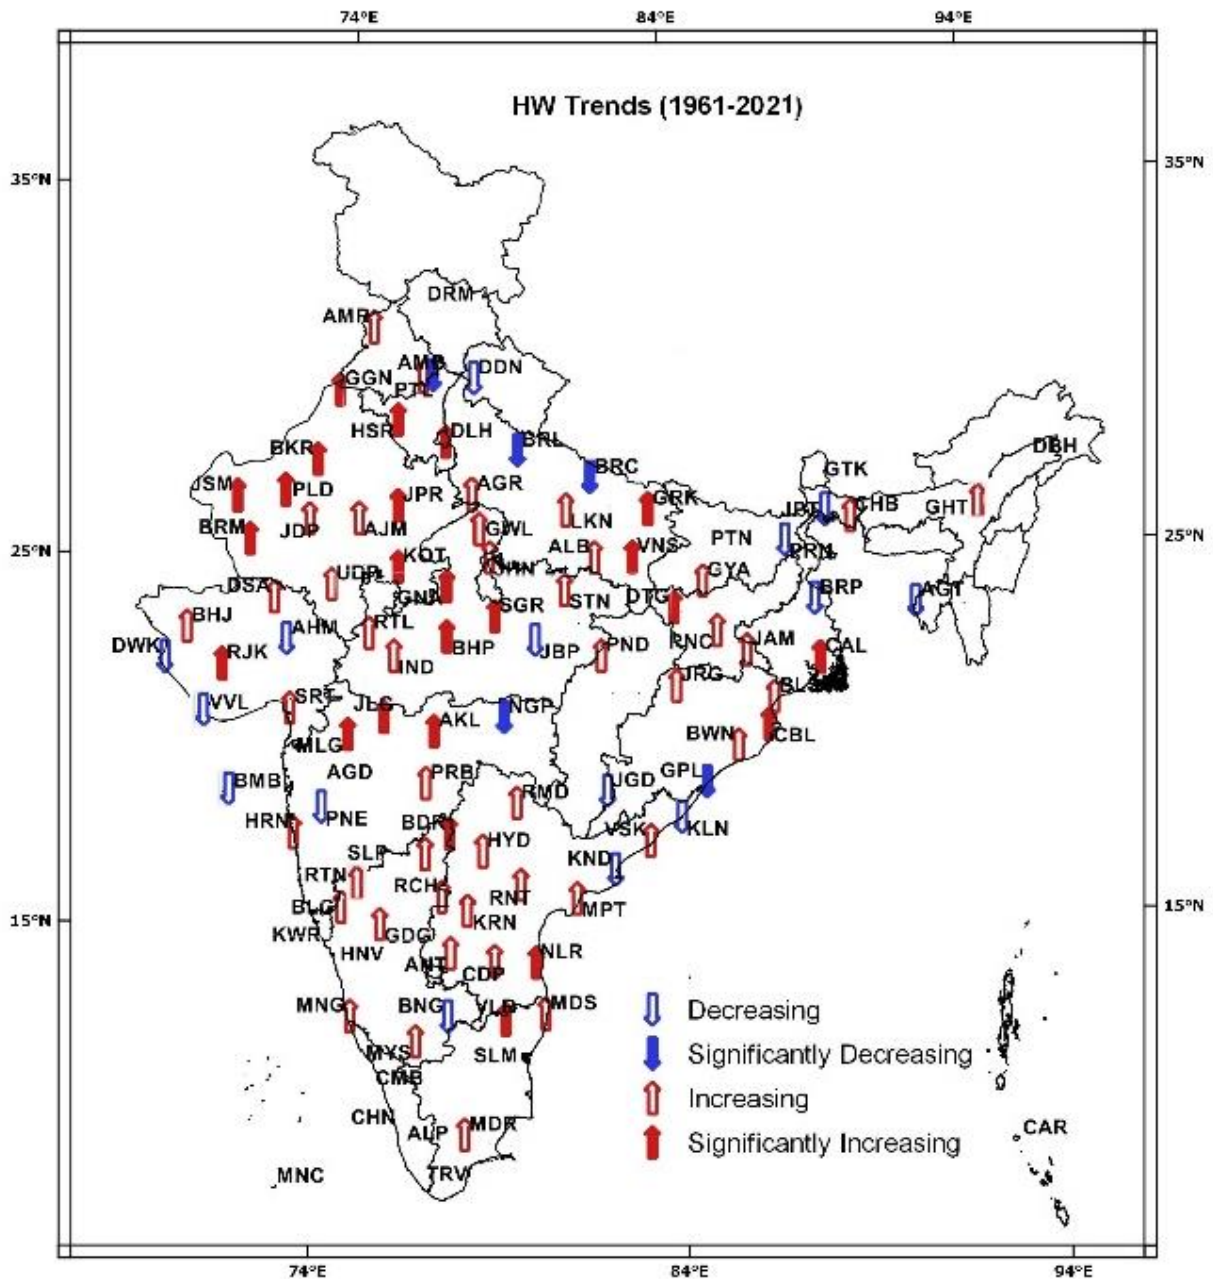 74°E 84°E 94°E
HW Trends (1961-2021)
35°N 35°N
DRM
AMR
AMB DDN
GGN PTL
HSR DLH BRL
BKR BRC DBH
GTK
JSM PLD JPR AGR GRK CHB GHT
BRM JDP AJM GWL LKN
25°N KOT ALB VNS PTN PRN 25°N
DSA UDP GYA
GNA SGR STN DTG BRP AGT
BHJ AHM RTL
DWK RJK IND BHP JBP PND RNC JAM CAL
JRG
VVL SRT JLG NGP BLS
MLG AKL BWN CBL
AGD PRB GPL
BMB RMD JGD
HRN PNE BDR VSK KLN
SLP HYD KND
RTN RCH RNT
15°N BLG KRN MPT 15°N
KWR GDG
HNV ANT CDP NLR
MNG BNG VLR MDS
Decreasing
MYS SLM Significantly Decreasing
CMB
Increasing
CHN ALP MDR CAR
Significantly Increasing
MNC TRV
74°E 84°E 94°E